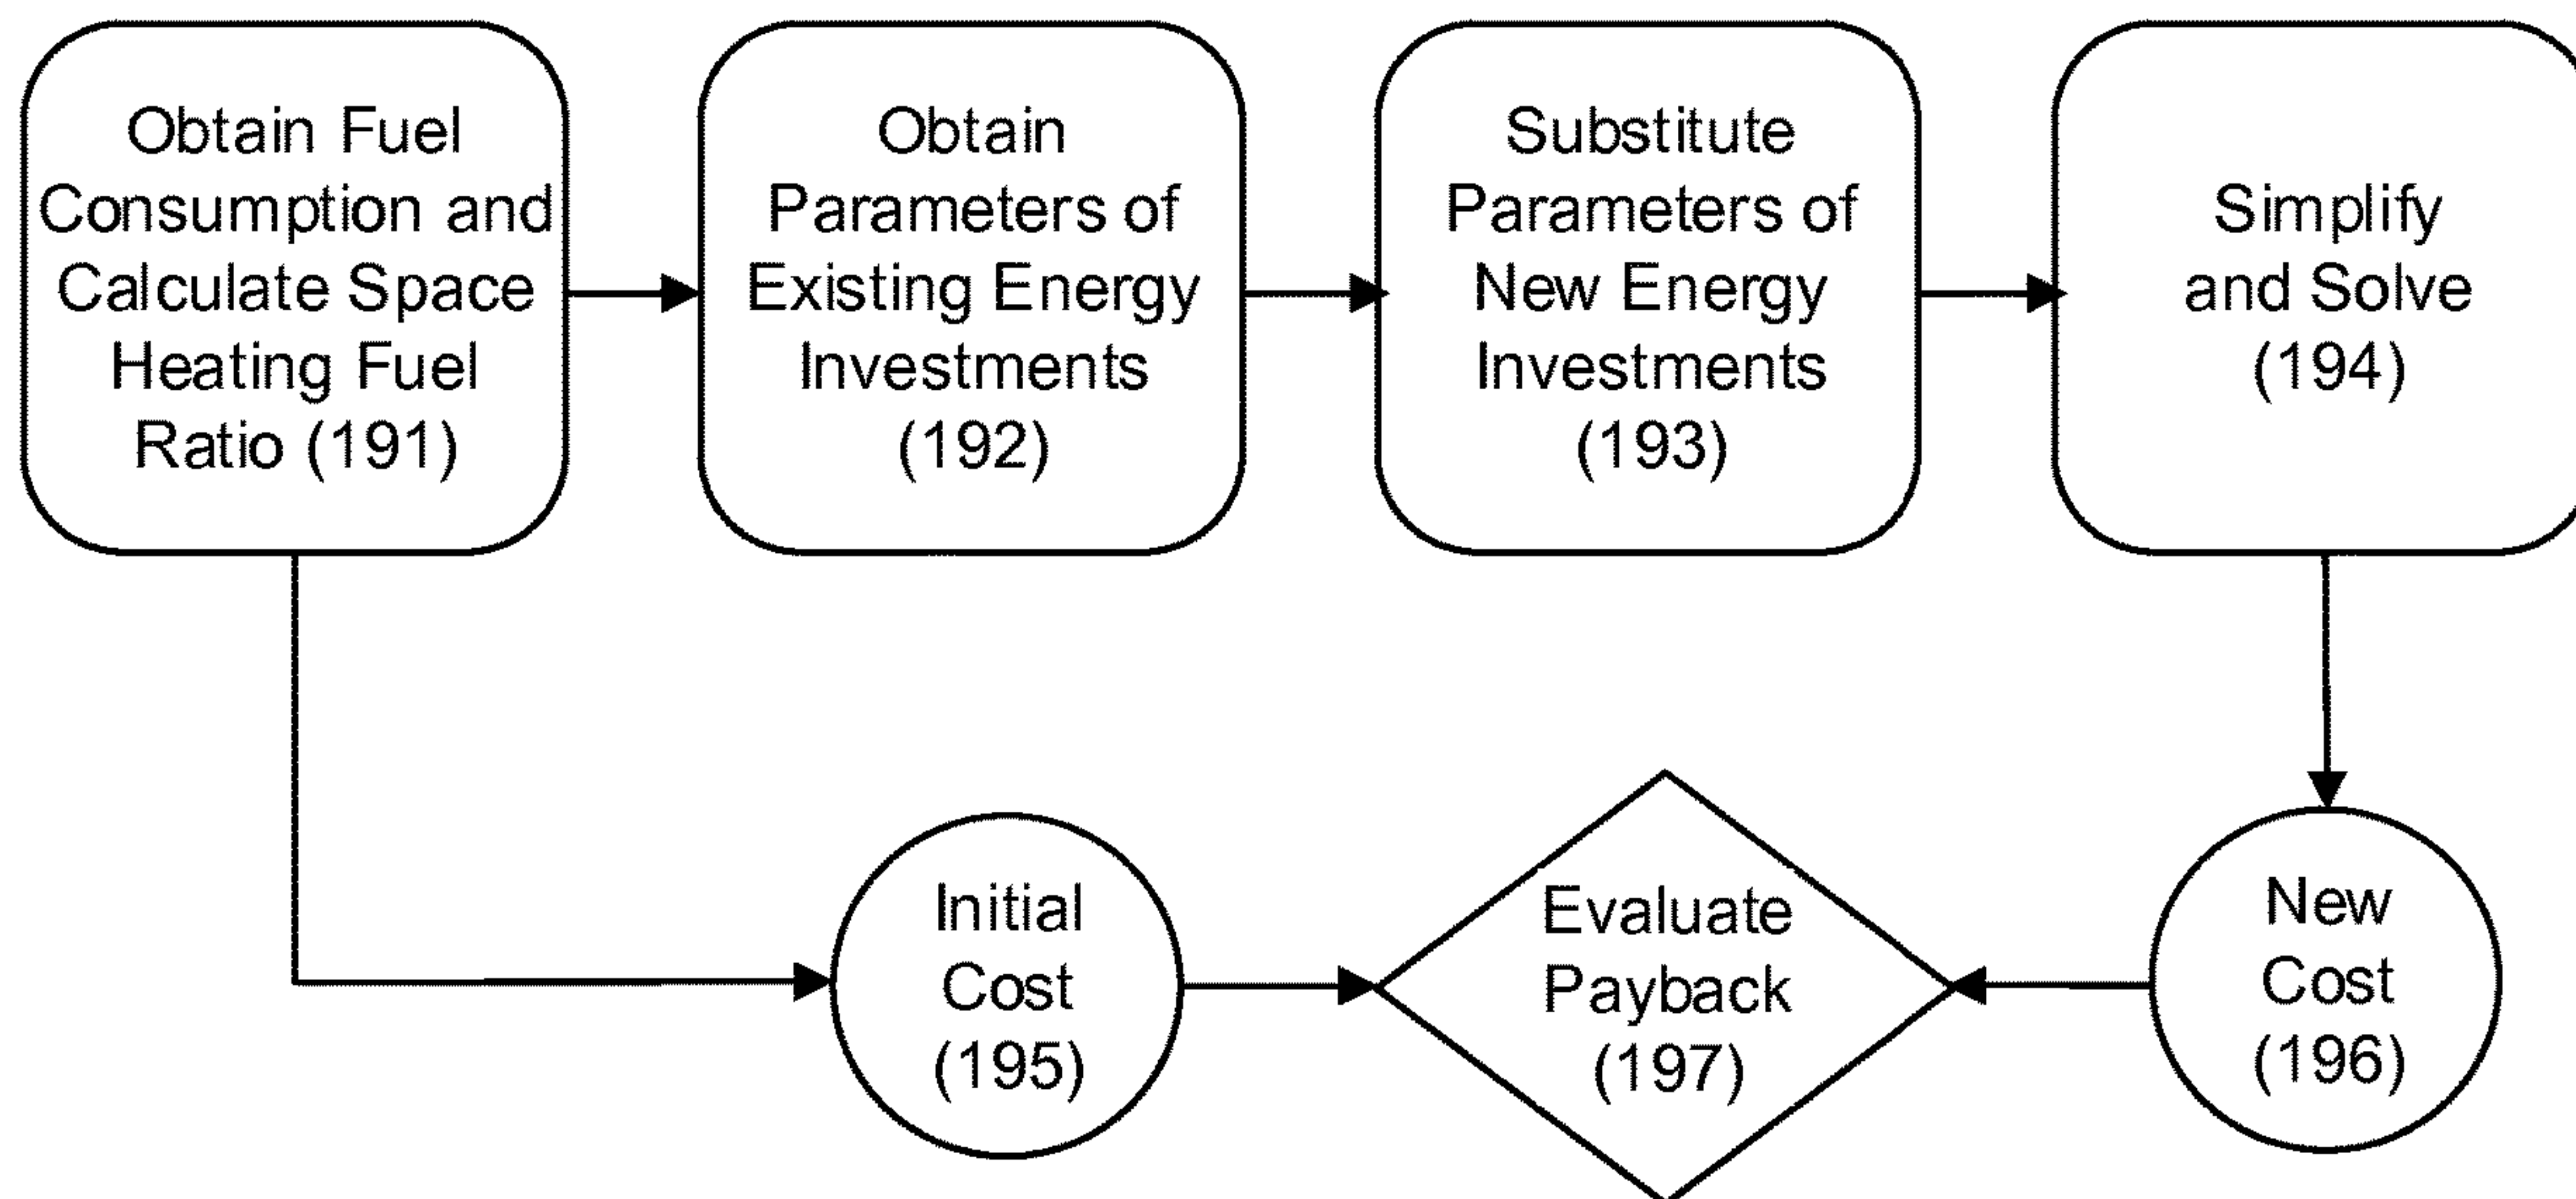 Obtain Fuel
Consumption and
Calculate Space
Heating Fuel
Ratio (191)
Obtain
Parameters of
Existing Energy
Investments
(192)
Substitute
Parameters of
New Energy
Investments
(193)
Simplify
and Solve
(194)
Initial
Cost
(195)
Evaluate
Payback
(197)
New
Cost
(196)